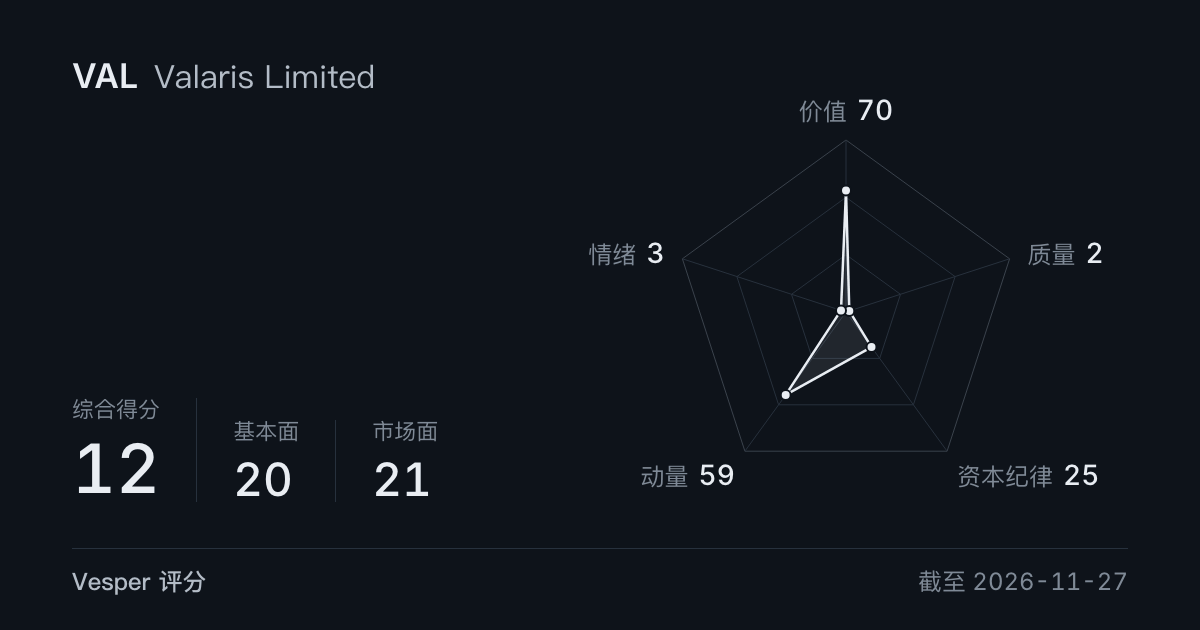 VAL Valaris Limited
价值 70
情绪 3
质量 2
动量 59
资本纪律 25
综合得分
12
基本面
20
市场面
21
Vesper 评分
截至 2026-11-27